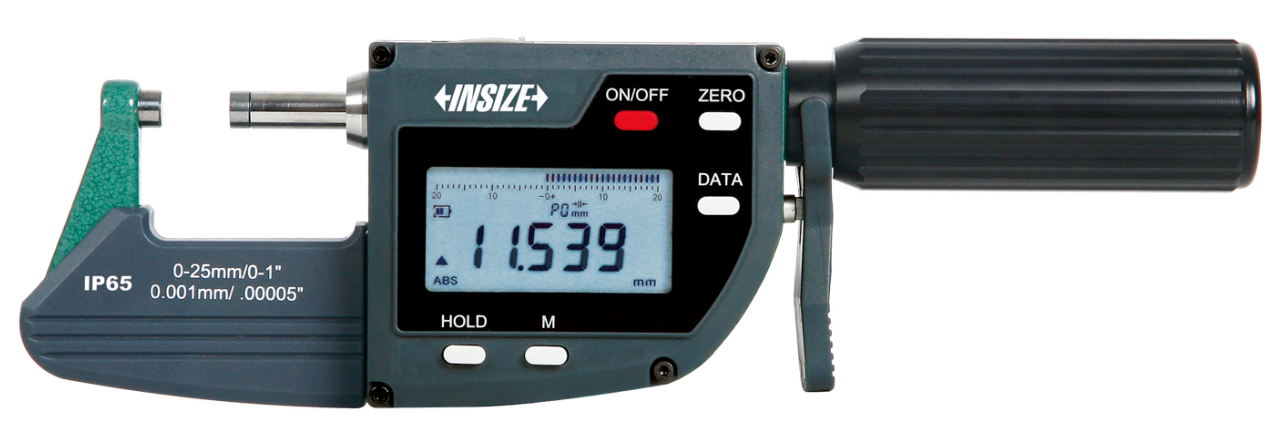 INSIZE
ON/OFF
ZERO
DATA
20 10 -0+ 10 20
P0 mm
11.539
ABS
mm
IP65
0-25mm/0-1"
0.001mm/ .00005"
HOLD
M